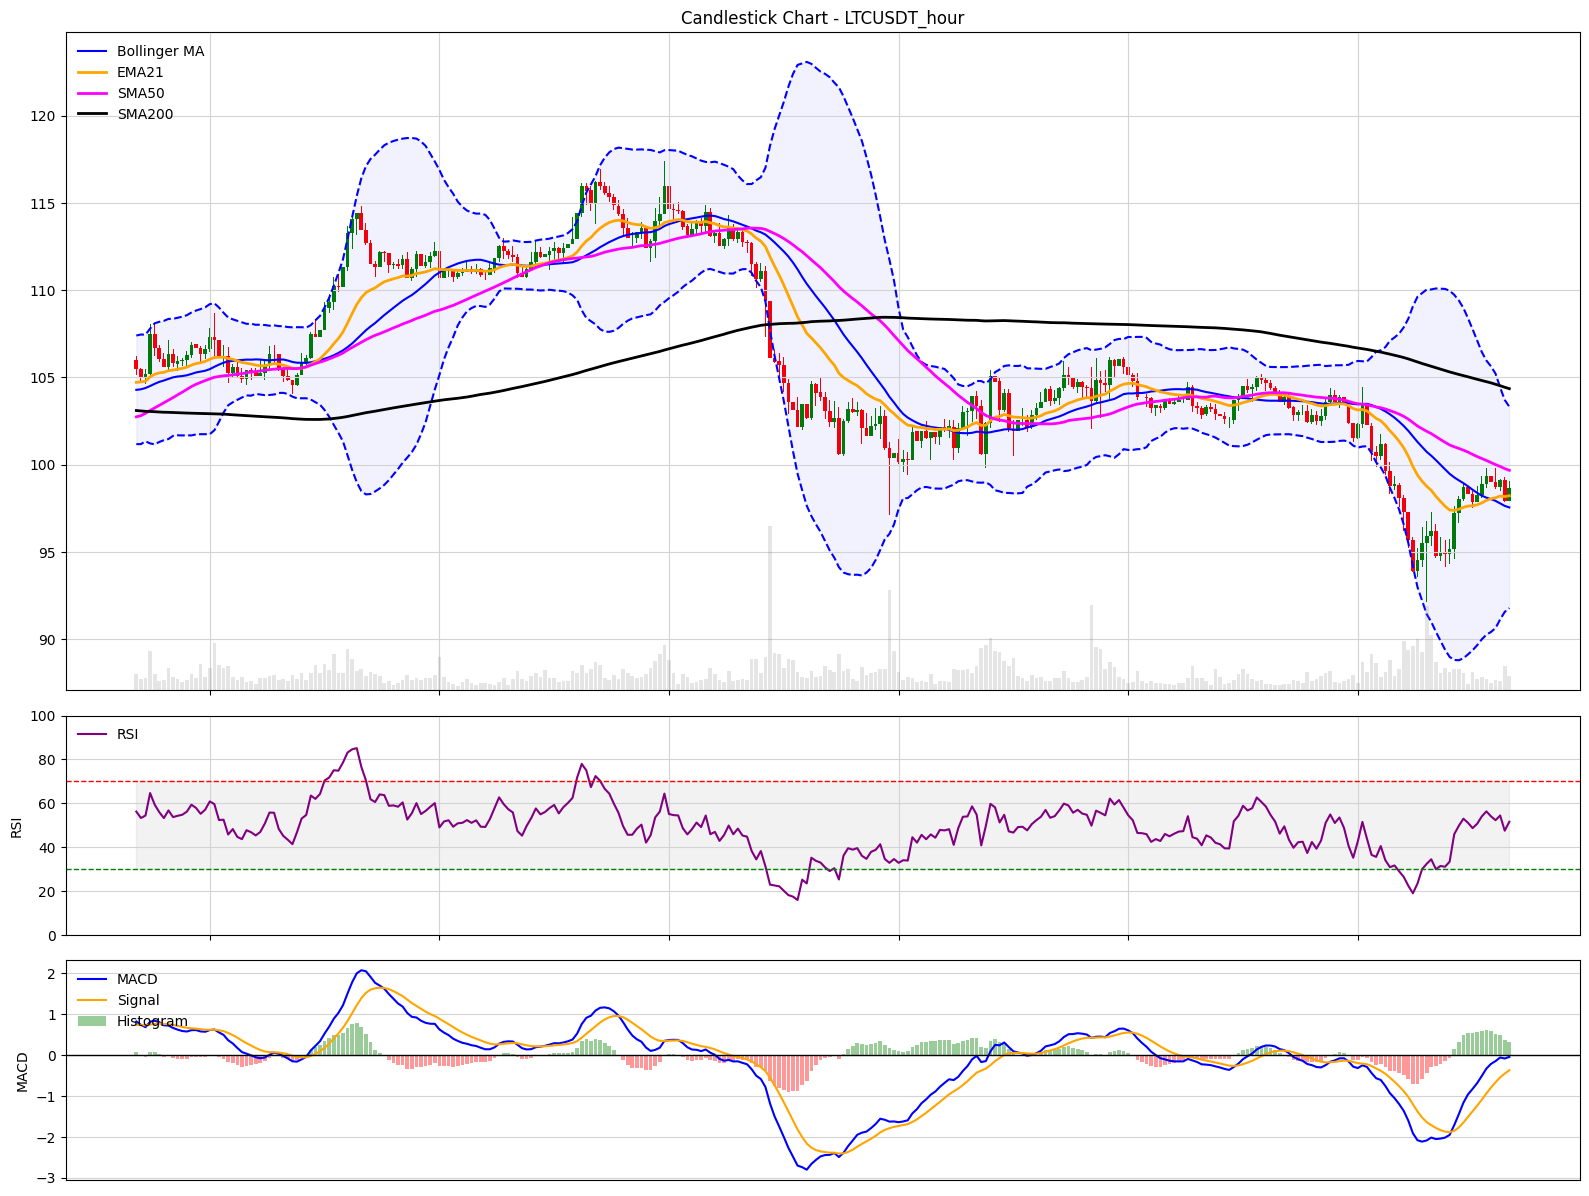 Candlestick Chart - LTCUSDT_hour
Bollinger MA
EMA21
SMA50
SMA200
120
115
110
105
100
95
90
100
RSI
80
60
40
20
0
RSI
2
MACD
Signal
1
Histogram
0
−1
−2
−3
MACD